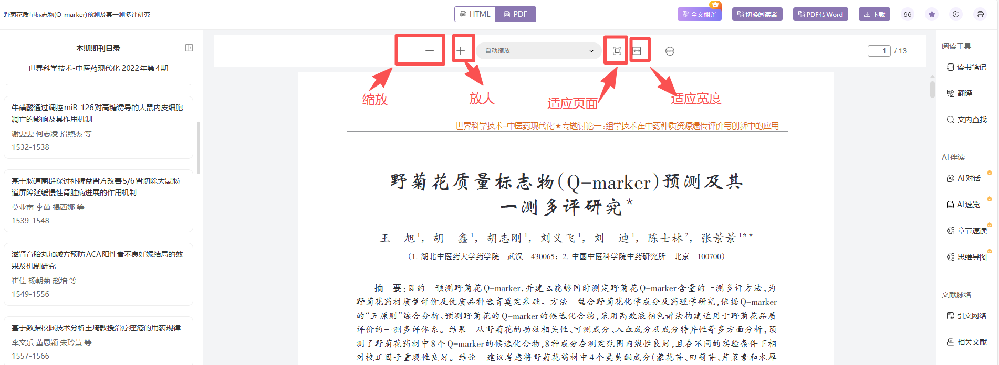 野菊花质量标志物(Q-marker)预测及其一测多评研究
HTML
PDF
全文翻译
切换阅读器
PDF转Word
下载
66
本期期刊目录
世界科学技术-中医药现代化 2022年第4期
牛磺酸通过调控miR-126对高糖诱导的大鼠内皮细胞
凋亡的影响及其作用机制
谢雯雯 何志凌 招煦杰 等
1532-1538
基于肠道菌群探讨补脾益肾方改善5/6肾切除大鼠肠
道屏障延缓慢性肾脏病进展的作用机制
莫业南 李茵 揭西娜 等
1539-1548
滋肾育胎丸加减方预防ACA阳性者不良妊娠结局的效
果及机制研究
崔佳 杨朝菊 赵培 等
1549-1556
基于数据挖掘技术分析王琦教授治疗痤疮的用药规律
李文乐 董思颖 朱玲慧 等
1557-1566
自动缩放
1 / 13
缩放
放大
适应页面
适应宽度
世界科学技术-中医药现代化★专题讨论一:组学技术在中药种质资源遗传评价与创新中的应用
野菊花质量标志物(Q-marker)预测及其
一测多评研究*
王 旭1, 胡 鑫1, 胡志刚1, 刘义飞1, 刘 迪1, 陈士林2, 张景景1**
(1. 湖北中医药大学药学院 武汉 430065; 2. 中国中医科学院中药研究所 北京 100700)
摘 要:目的 预测野菊花Q-marker,并建立能够同时测定野菊花Q-marker含量的一测多评方法,为
野菊花药材质量评价及优质品种选育奠定基础。方法 结合野菊花化学成分及药理学研究,依据Q-marker
的“五原则”综合分析、预测野菊花的Q-marker的候选化合物,采用高效液相色谱法构建适用于野菊花品质
评价的一测多评体系。结果 从野菊花的功效相关性、可测成分、入血成分及成分特异性等多方面分析,预
测了野菊花药材中8个Q-marker的候选化合物,8种成分在测定范围内线性良好,且在不同的实验条件下相
对校正因子重现性良好。结论 建议考虑将野菊花药材中4个类黄酮成分(蒙花苷、田蓟苷、芹菜素和木犀
阅读工具
读书笔记
翻译
文内查找
AI伴读
AI对话
AI速览
章节速读
思维导图
文献脉络
引文网络
相关文献